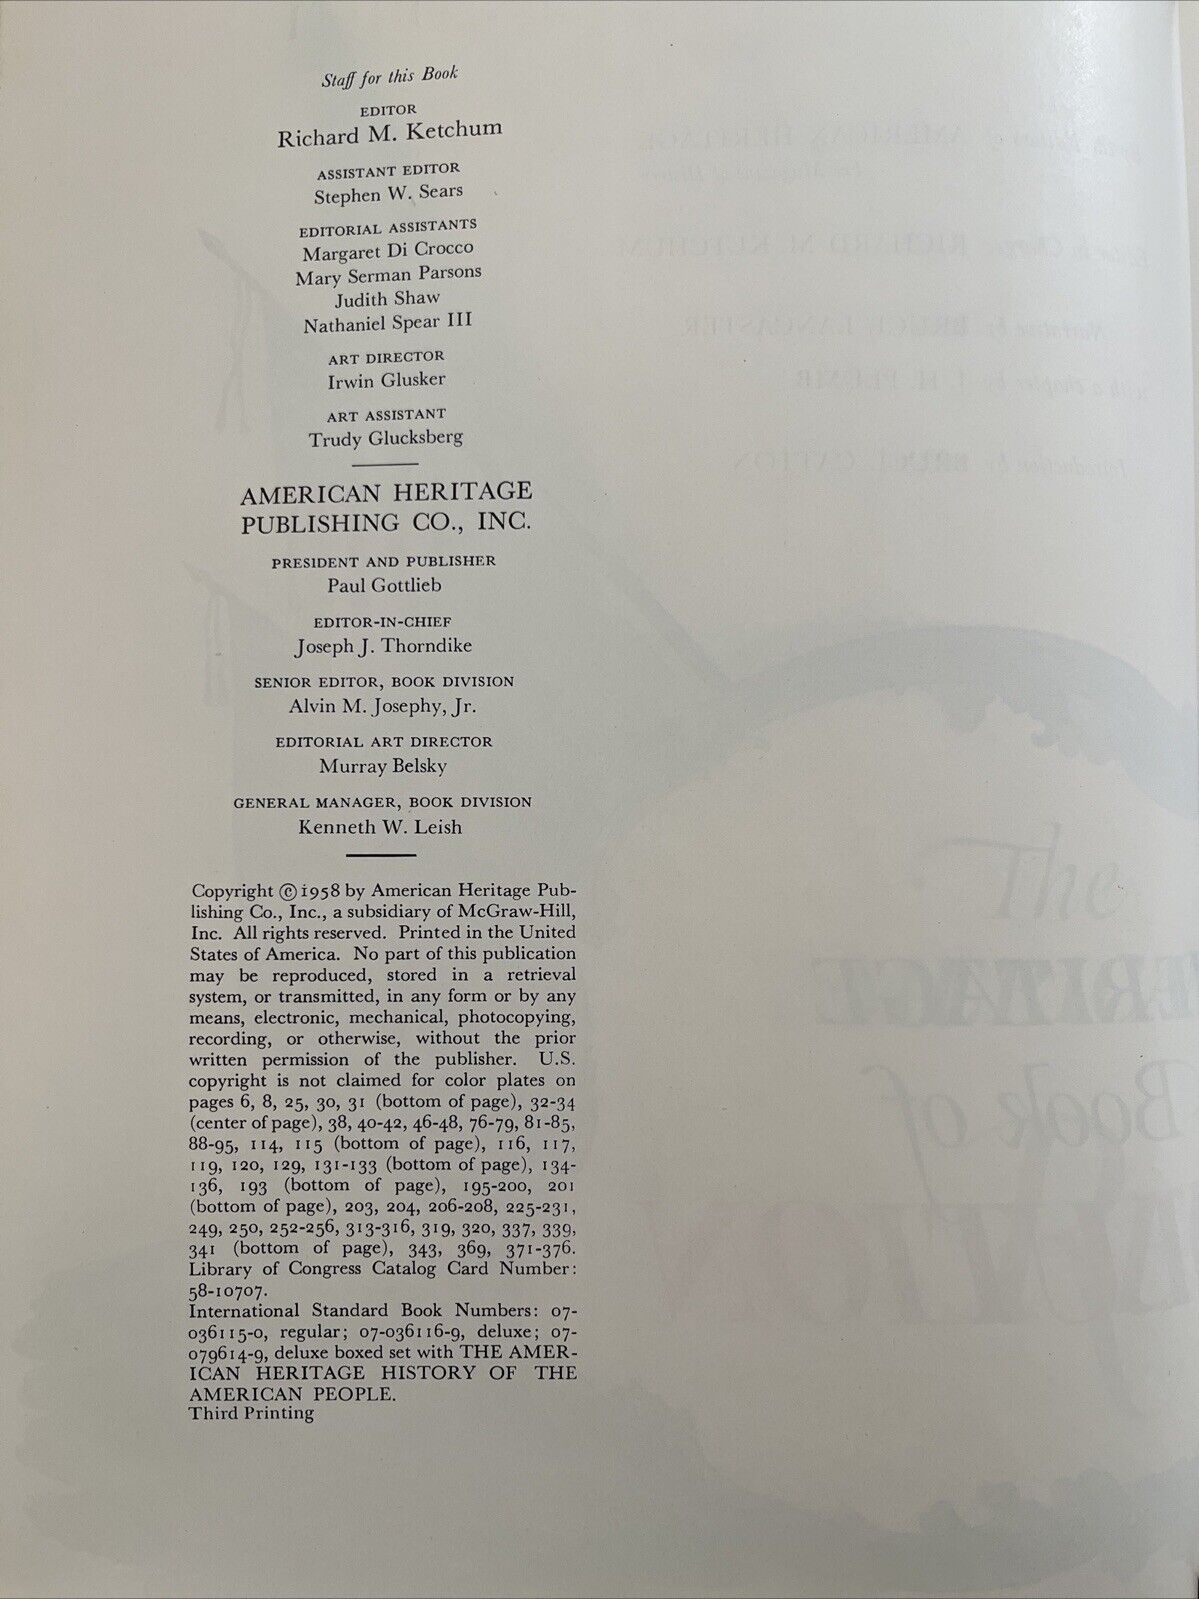 Staff for this Book
EDITOR
Richard M. Ketchum
ASSISTANT EDITOR
Stephen W. Sears
EDITORIAL ASSISTANTS
Margaret Di Crocco
Mary Serman Parsons
Judith Shaw
Nathaniel Spear III
ART DIRECTOR
Irwin Glusker
ART ASSISTANT
Trudy Glucksberg
AMERICAN HERITAGE
PUBLISHING CO., INC.
PRESIDENT AND PUBLISHER
Paul Gottlieb
EDITOR-IN-CHIEF
Joseph J. Thorndike
SENIOR EDITOR, BOOK DIVISION
Alvin M. Josephy, Jr.
EDITORIAL ART DIRECTOR
Murray Belsky
GENERAL MANAGER, BOOK DIVISION
Kenneth W. Leish
Copyright © 1958 by American Heritage Pub-
lishing Co., Inc., a subsidiary of McGraw-Hill,
Inc. All rights reserved. Printed in the United
States of America. No part of this publication
may be reproduced, stored in a retrieval
system, or transmitted, in any form or by any
means, electronic, mechanical, photocopying,
recording, or otherwise, without the prior
written permission of the publisher. U.S.
copyright is not claimed for color plates on
pages 6, 8, 25, 30, 31 (bottom of page), 32-34
(center of page), 38, 40-42, 46-48, 76-79, 81-85,
88-95, 114, 115 (bottom of page), 116, 117,
119, 120, 129, 131-133 (bottom of page), 134-
136, 193 (bottom of page), 195-200, 201
(bottom of page), 203, 204, 206-208, 225-231,
249, 250, 252-256, 313-316, 319, 320, 337, 339,
341 (bottom of page), 343, 369, 371-376.
Library of Congress Catalog Card Number:
58-10707.
International Standard Book Numbers: 07-
036115-0, regular; 07-036116-9, deluxe; 07-
079614-9, deluxe boxed set with THE AMER-
ICAN HERITAGE HISTORY OF THE
AMERICAN PEOPLE.
Third Printing